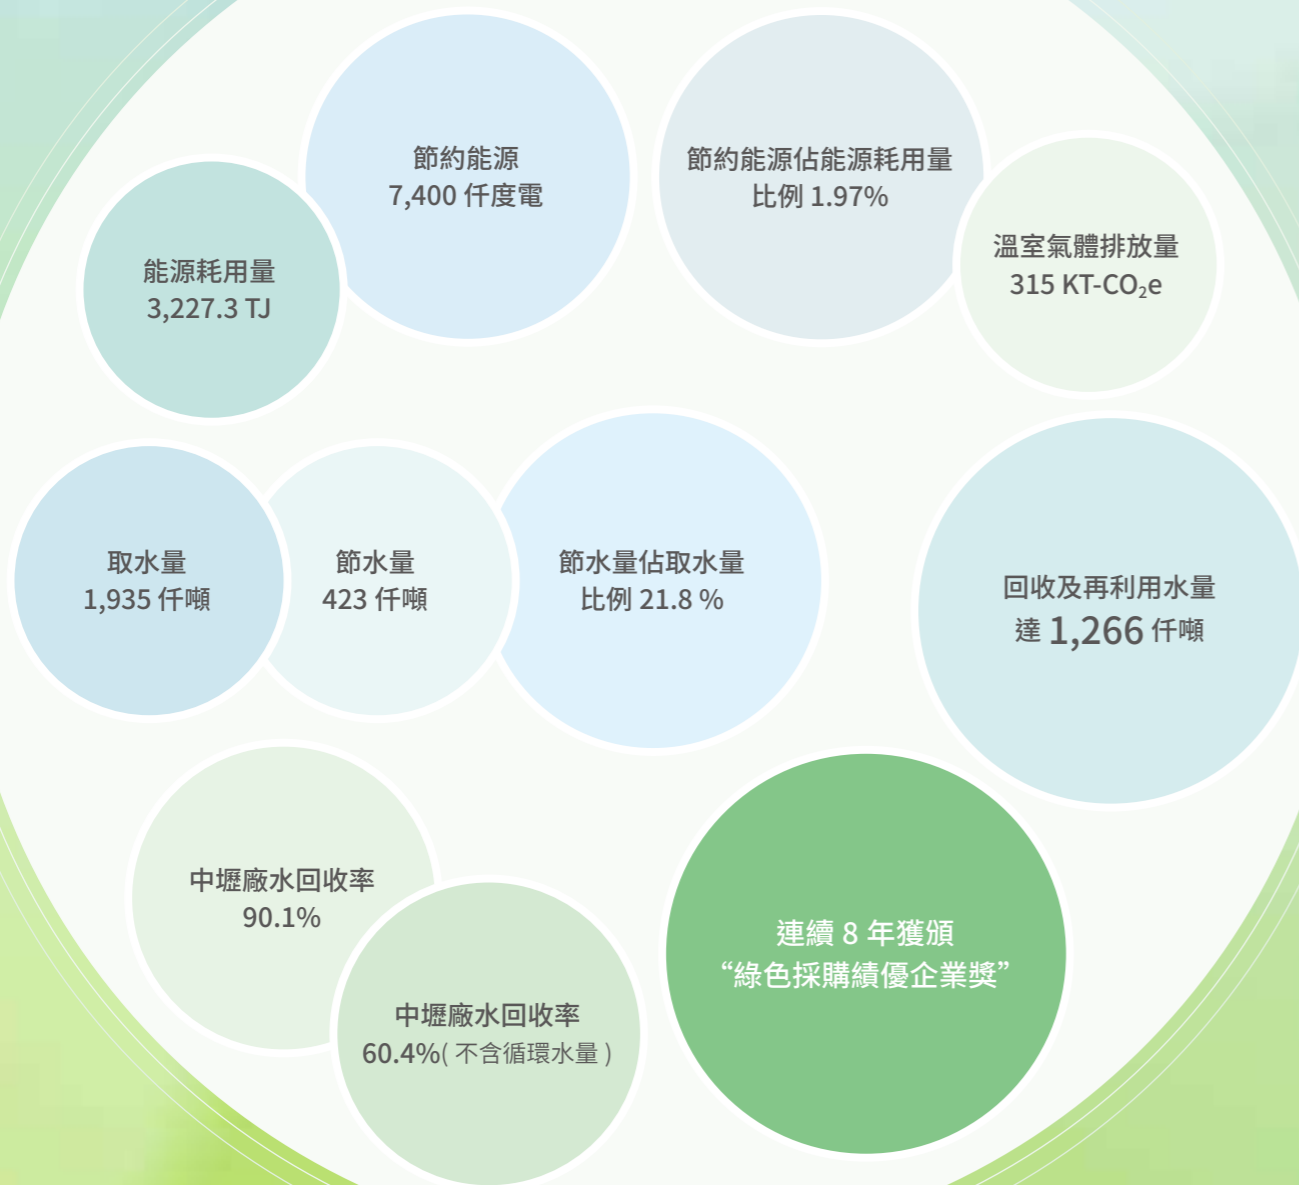 節約能源
7,400 仟度電
節約能源佔能源耗用量
比例 1.97%
能源耗用量
3,227.3 TJ
溫室氣體排放量
315 KT-CO₂e
取水量
1,935 仟噸
節水量
423 仟噸
節水量佔取水量
比例 21.8 %
回收及再利用水量
達 1,266 仟噸
中壢廠水回收率
90.1%
中壢廠水回收率
60.4%( 不含循環水量 )
連續 8 年獲頒
“綠色採購績優企業獎”